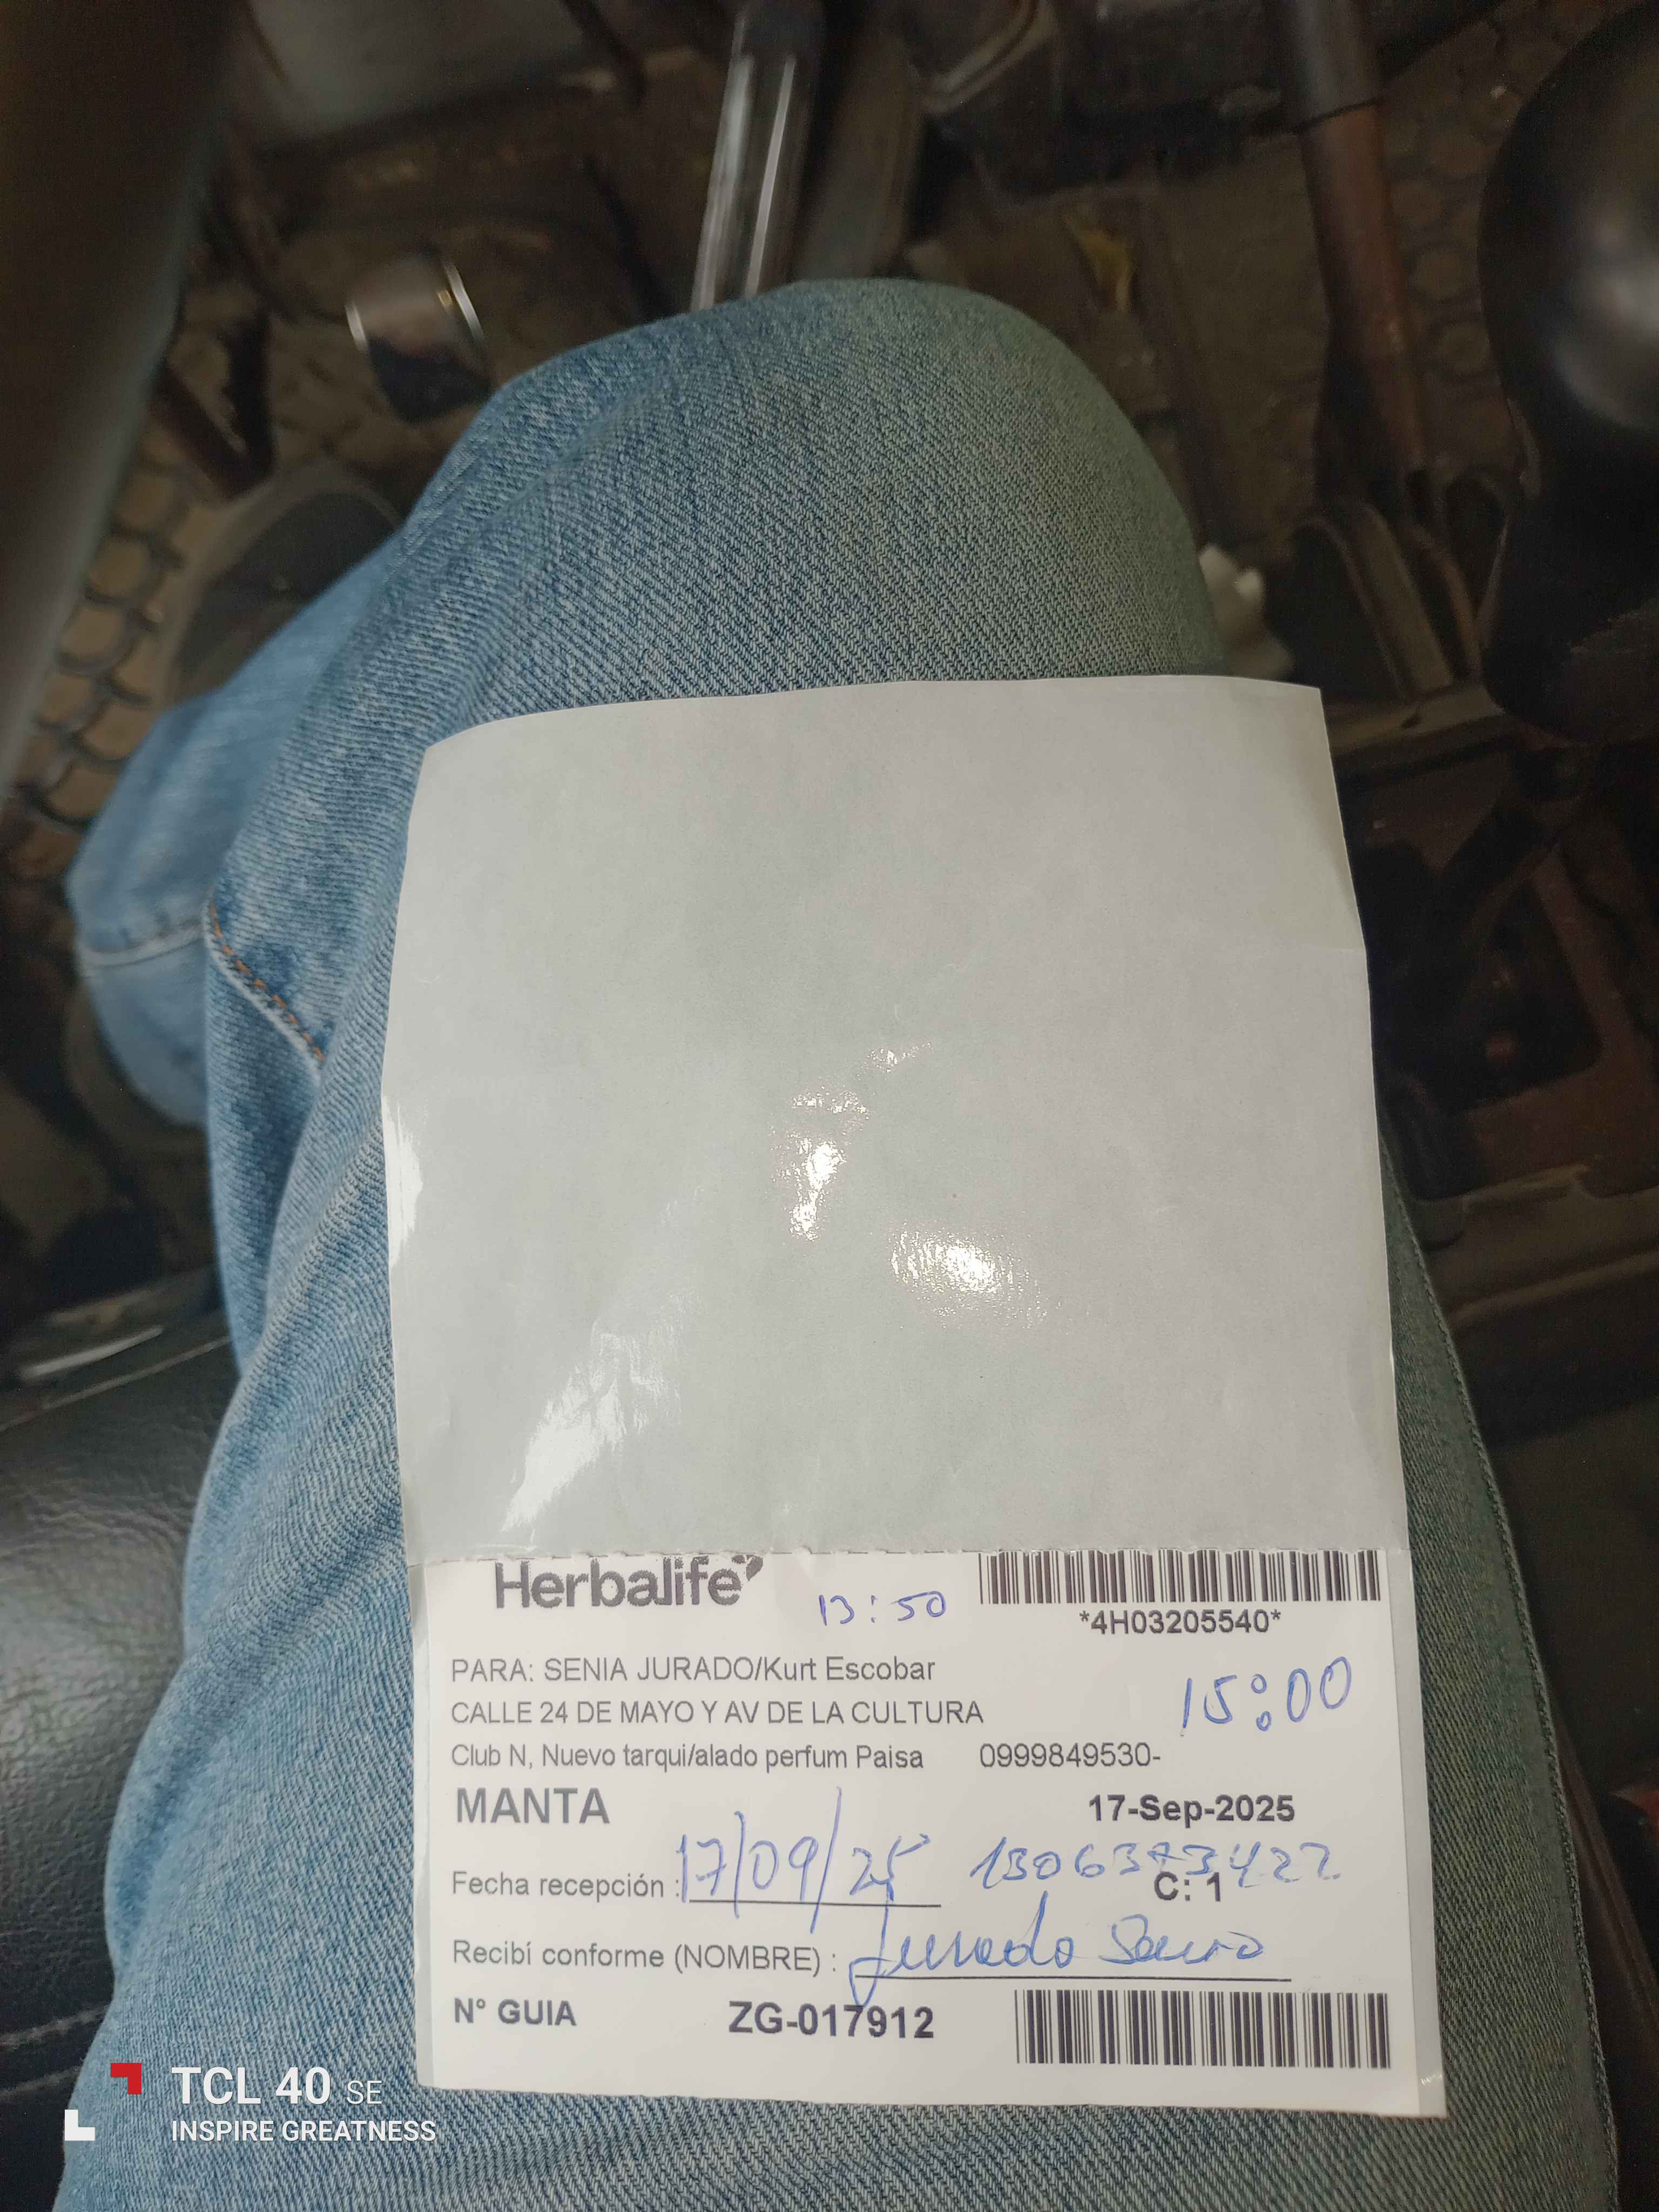 Herbalife
13:50
*4H03205540*
PARA: SENIA JURADO/Kurt Escobar
15:00
CALLE 24 DE MAYO Y AV DE LA CULTURA
Club N, Nuevo tarqui/alado perfum Paisa 0999849530-
MANTA 17-Sep-2025
Fecha recepción : 17/09/25 1306373422
C: 1
Recibí conforme (NOMBRE) : Jurado
N° GUIA ZG-017912
TCL 40 SE
INSPIRE GREATNESS